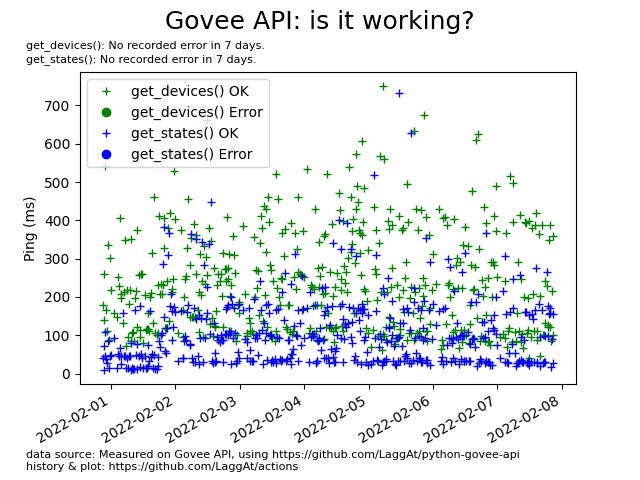 Govee API: is it working?
get_devices(): No recorded error in 7 days.
get_states(): No recorded error in 7 days.
get_devices() OK
get_devices() Error
get_states() OK
get_states() Error
Ping (ms)
700
600
500
400
300
200
100
0
2022-02-01
2022-02-02
2022-02-03
2022-02-04
2022-02-05
2022-02-06
2022-02-07
2022-02-08
data source: Measured on Govee API, using https://github.com/LaggAt/python-govee-api
history & plot: https://github.com/LaggAt/actions